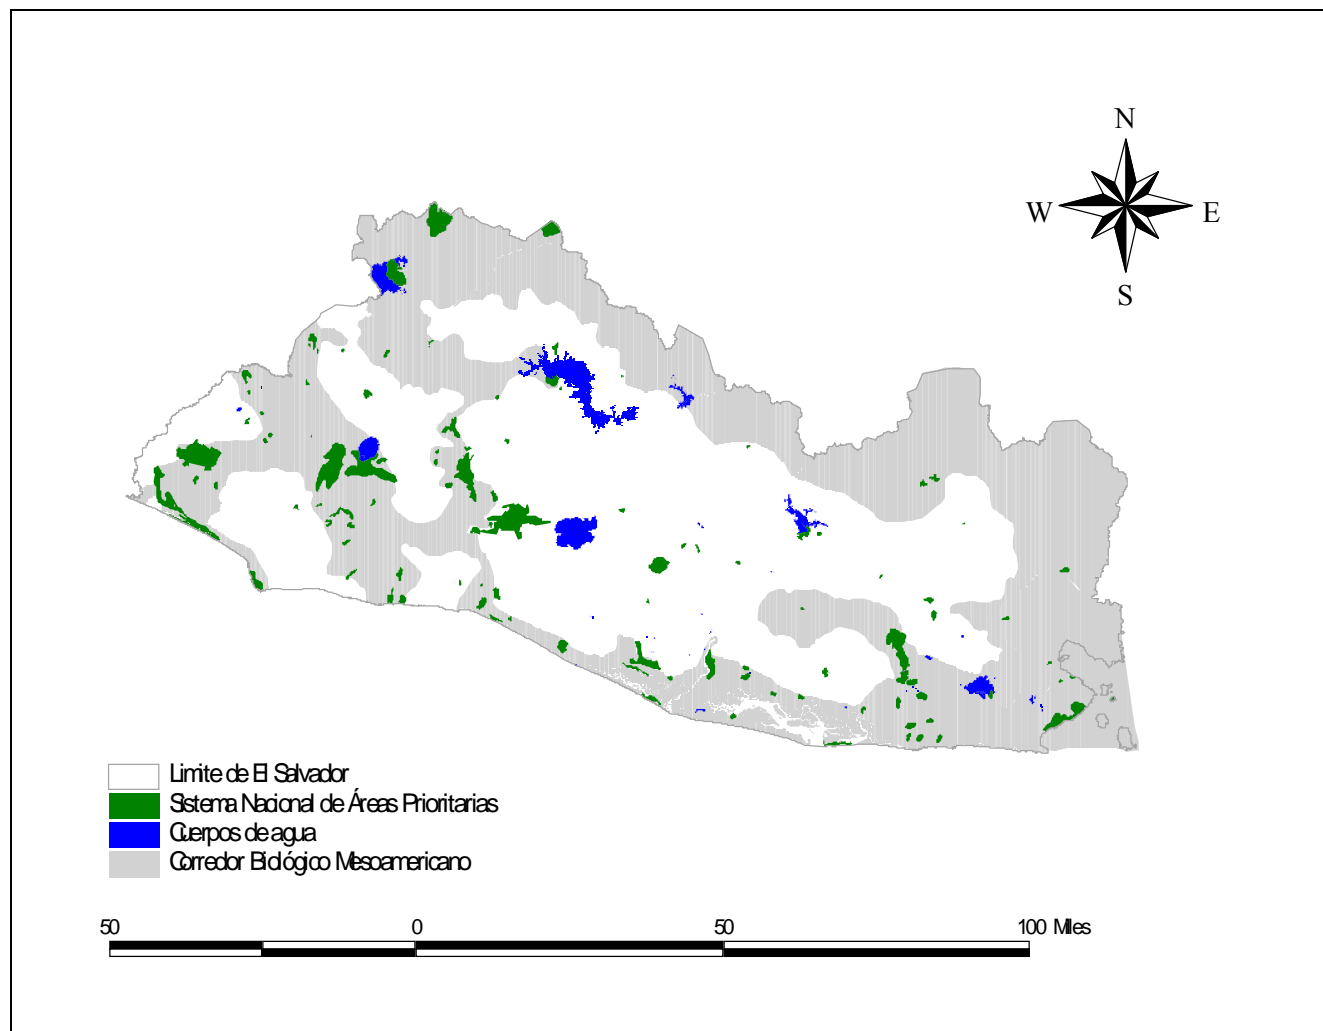 N
W E
S
Limite de El Salvador
Sistema Nacional de Áreas Prioritarias
Cuerpos de agua
Corredor Biológico Mesoamericano
50 0 50 100 Miles